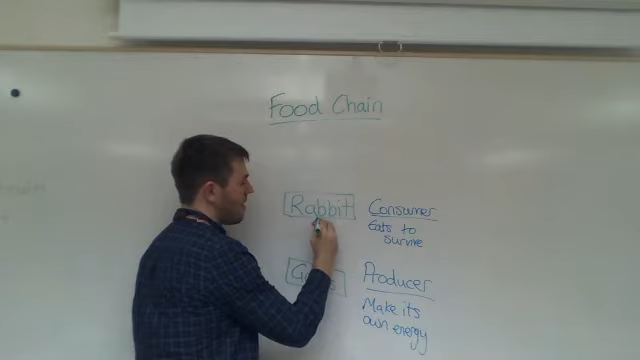 Food Chain
Rabbit
Consumer
Eats to
survive
Producer
Make its
own energy